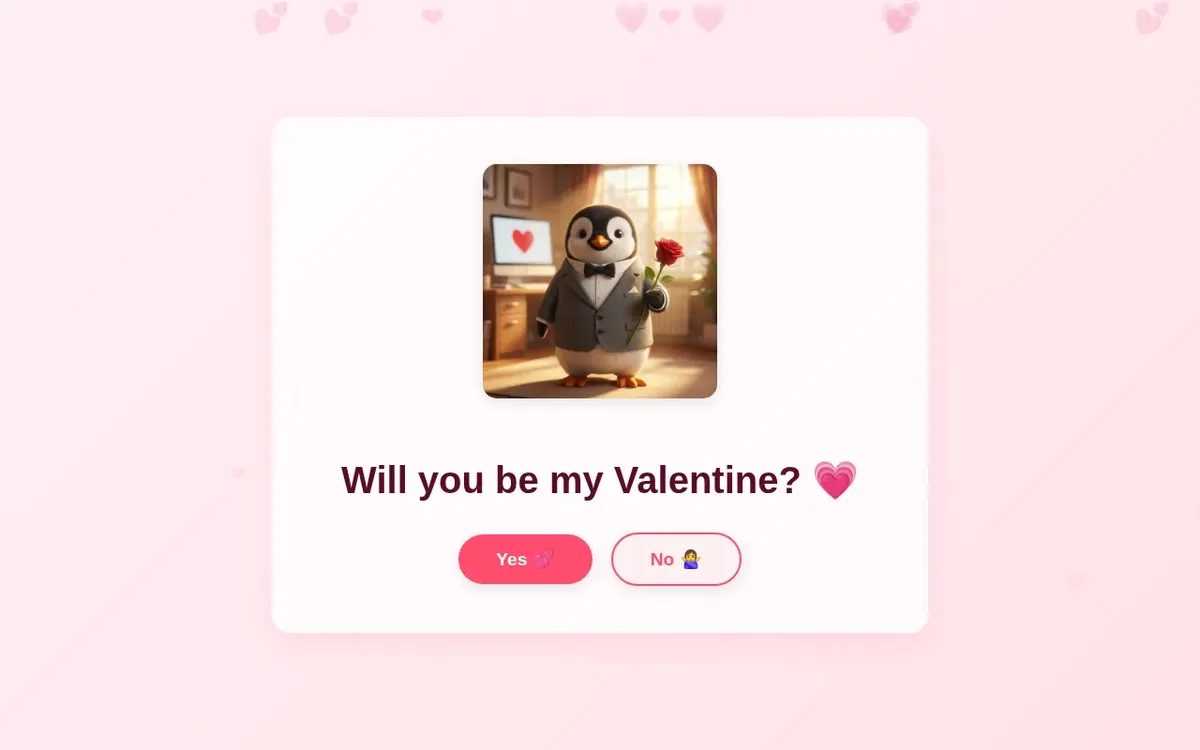 Will you be my Valentine? 💗
Yes 💕
No 🤷‍♀️